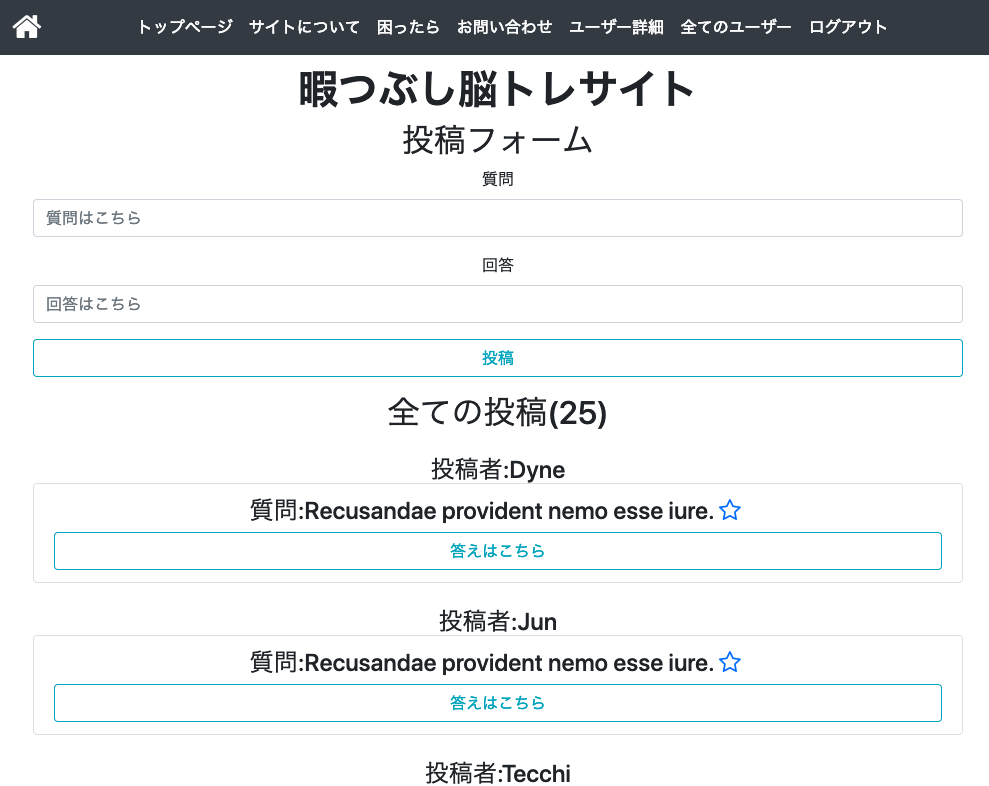 トップページ サイトについて 困ったら お問い合わせ ユーザー詳細 全てのユーザー ログアウト
暇つぶし脳トレサイト
投稿フォーム
質問
質問はこちら
回答
回答はこちら
投稿
全ての投稿(25)
投稿者:Dyne
質問:Recusandae provident nemo esse iure.
答えはこちら
投稿者:Jun
質問:Recusandae provident nemo esse iure.
答えはこちら
投稿者:Tecchi